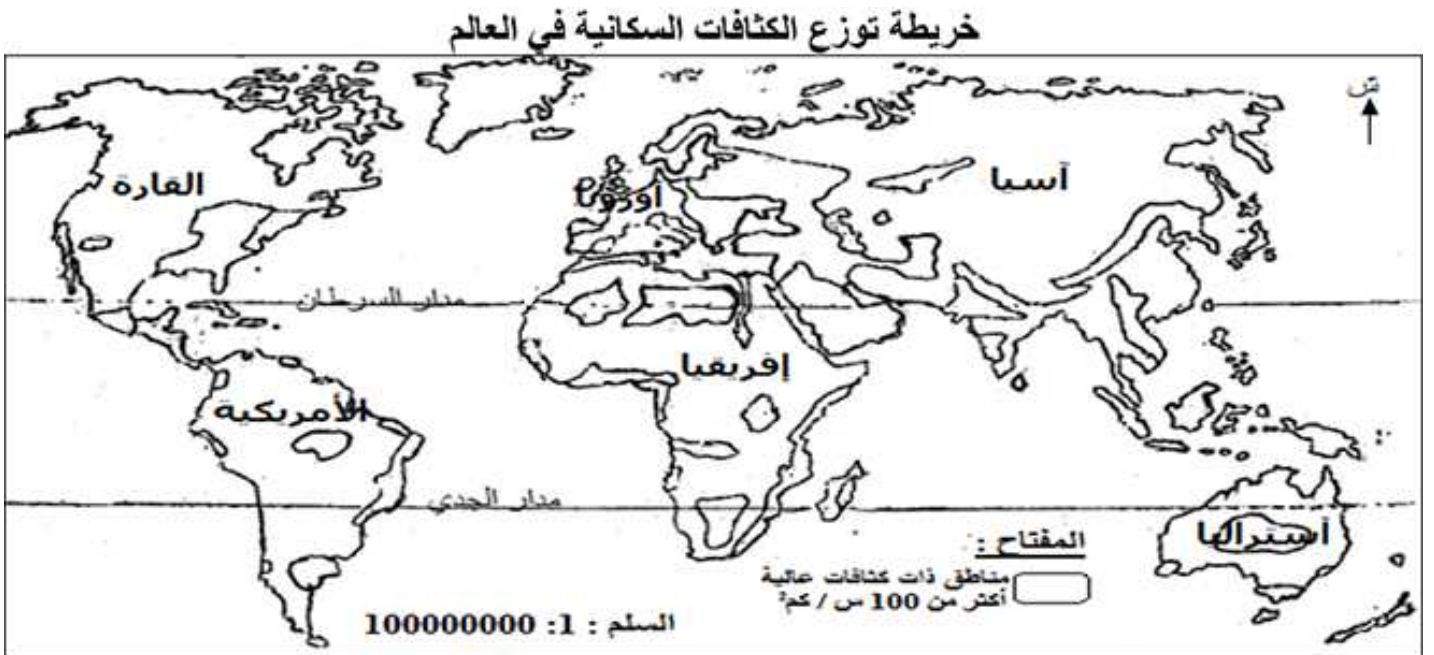 خريطة توزع الكثافات السكانية في العالم
ش
القارة
أوروبا
آسيا
مدار السرطان
إفريقيا
الأمريكية
مدار الجدي
أستراليا
المفتاح :
مناطق ذات كثافات عالية
أكثر من 100 س / كم²
السلم : 1: 100000000